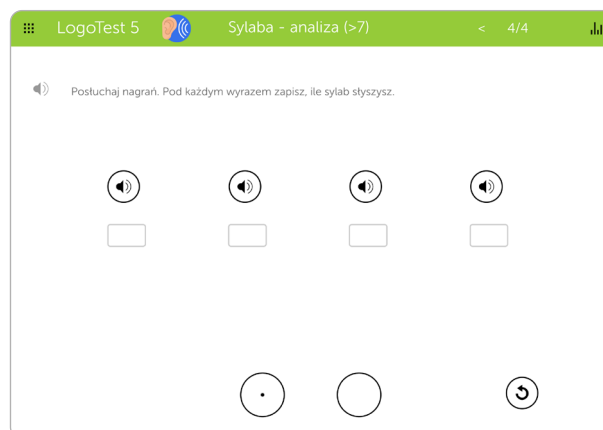 LogoTest 5
Sylaba - analiza (>7)
< 4/4
Posłuchaj nagrań. Pod każdym wyrazem zapisz, ile sylab słyszysz.